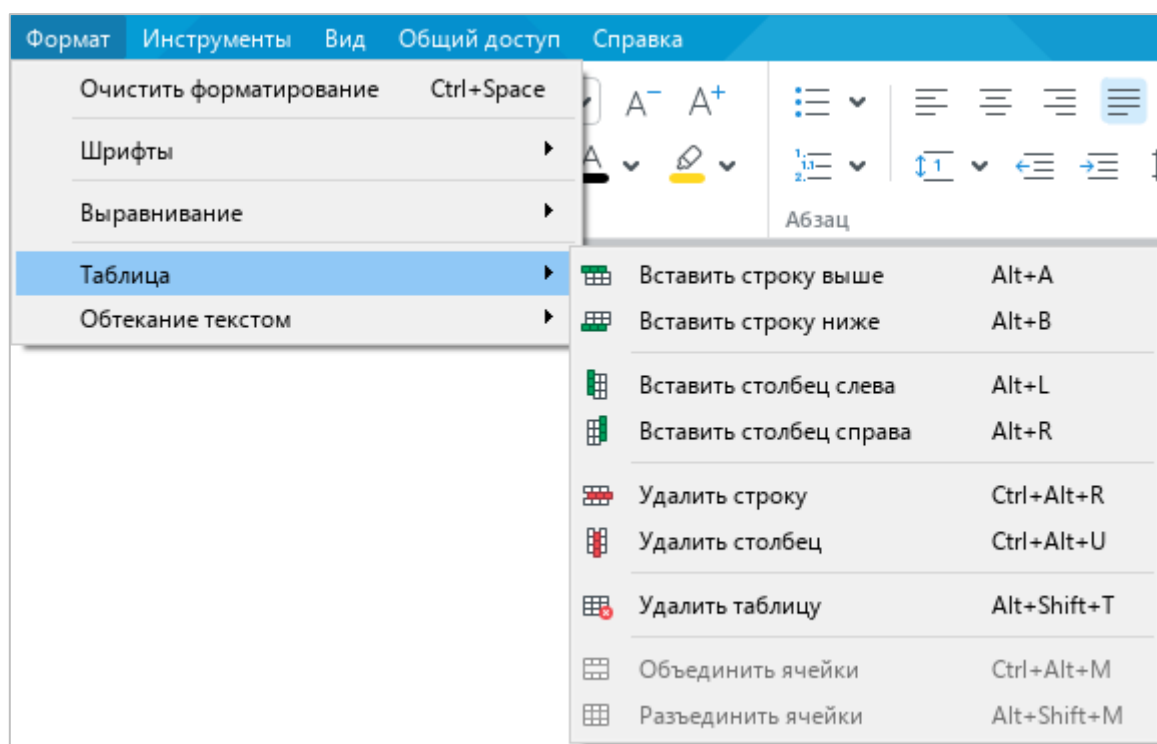 Формат Инструменты Вид Общий доступ Справка
Очистить форматирование Ctrl+Space
Шрифты
Выравнивание
Абзац
Таблица
Обтекание текстом
Вставить строку выше Alt+A
Вставить строку ниже Alt+B
Вставить столбец слева Alt+L
Вставить столбец справа Alt+R
Удалить строку Ctrl+Alt+R
Удалить столбец Ctrl+Alt+U
Удалить таблицу Alt+Shift+T
Объединить ячейки Ctrl+Alt+M
Разъединить ячейки Alt+Shift+M